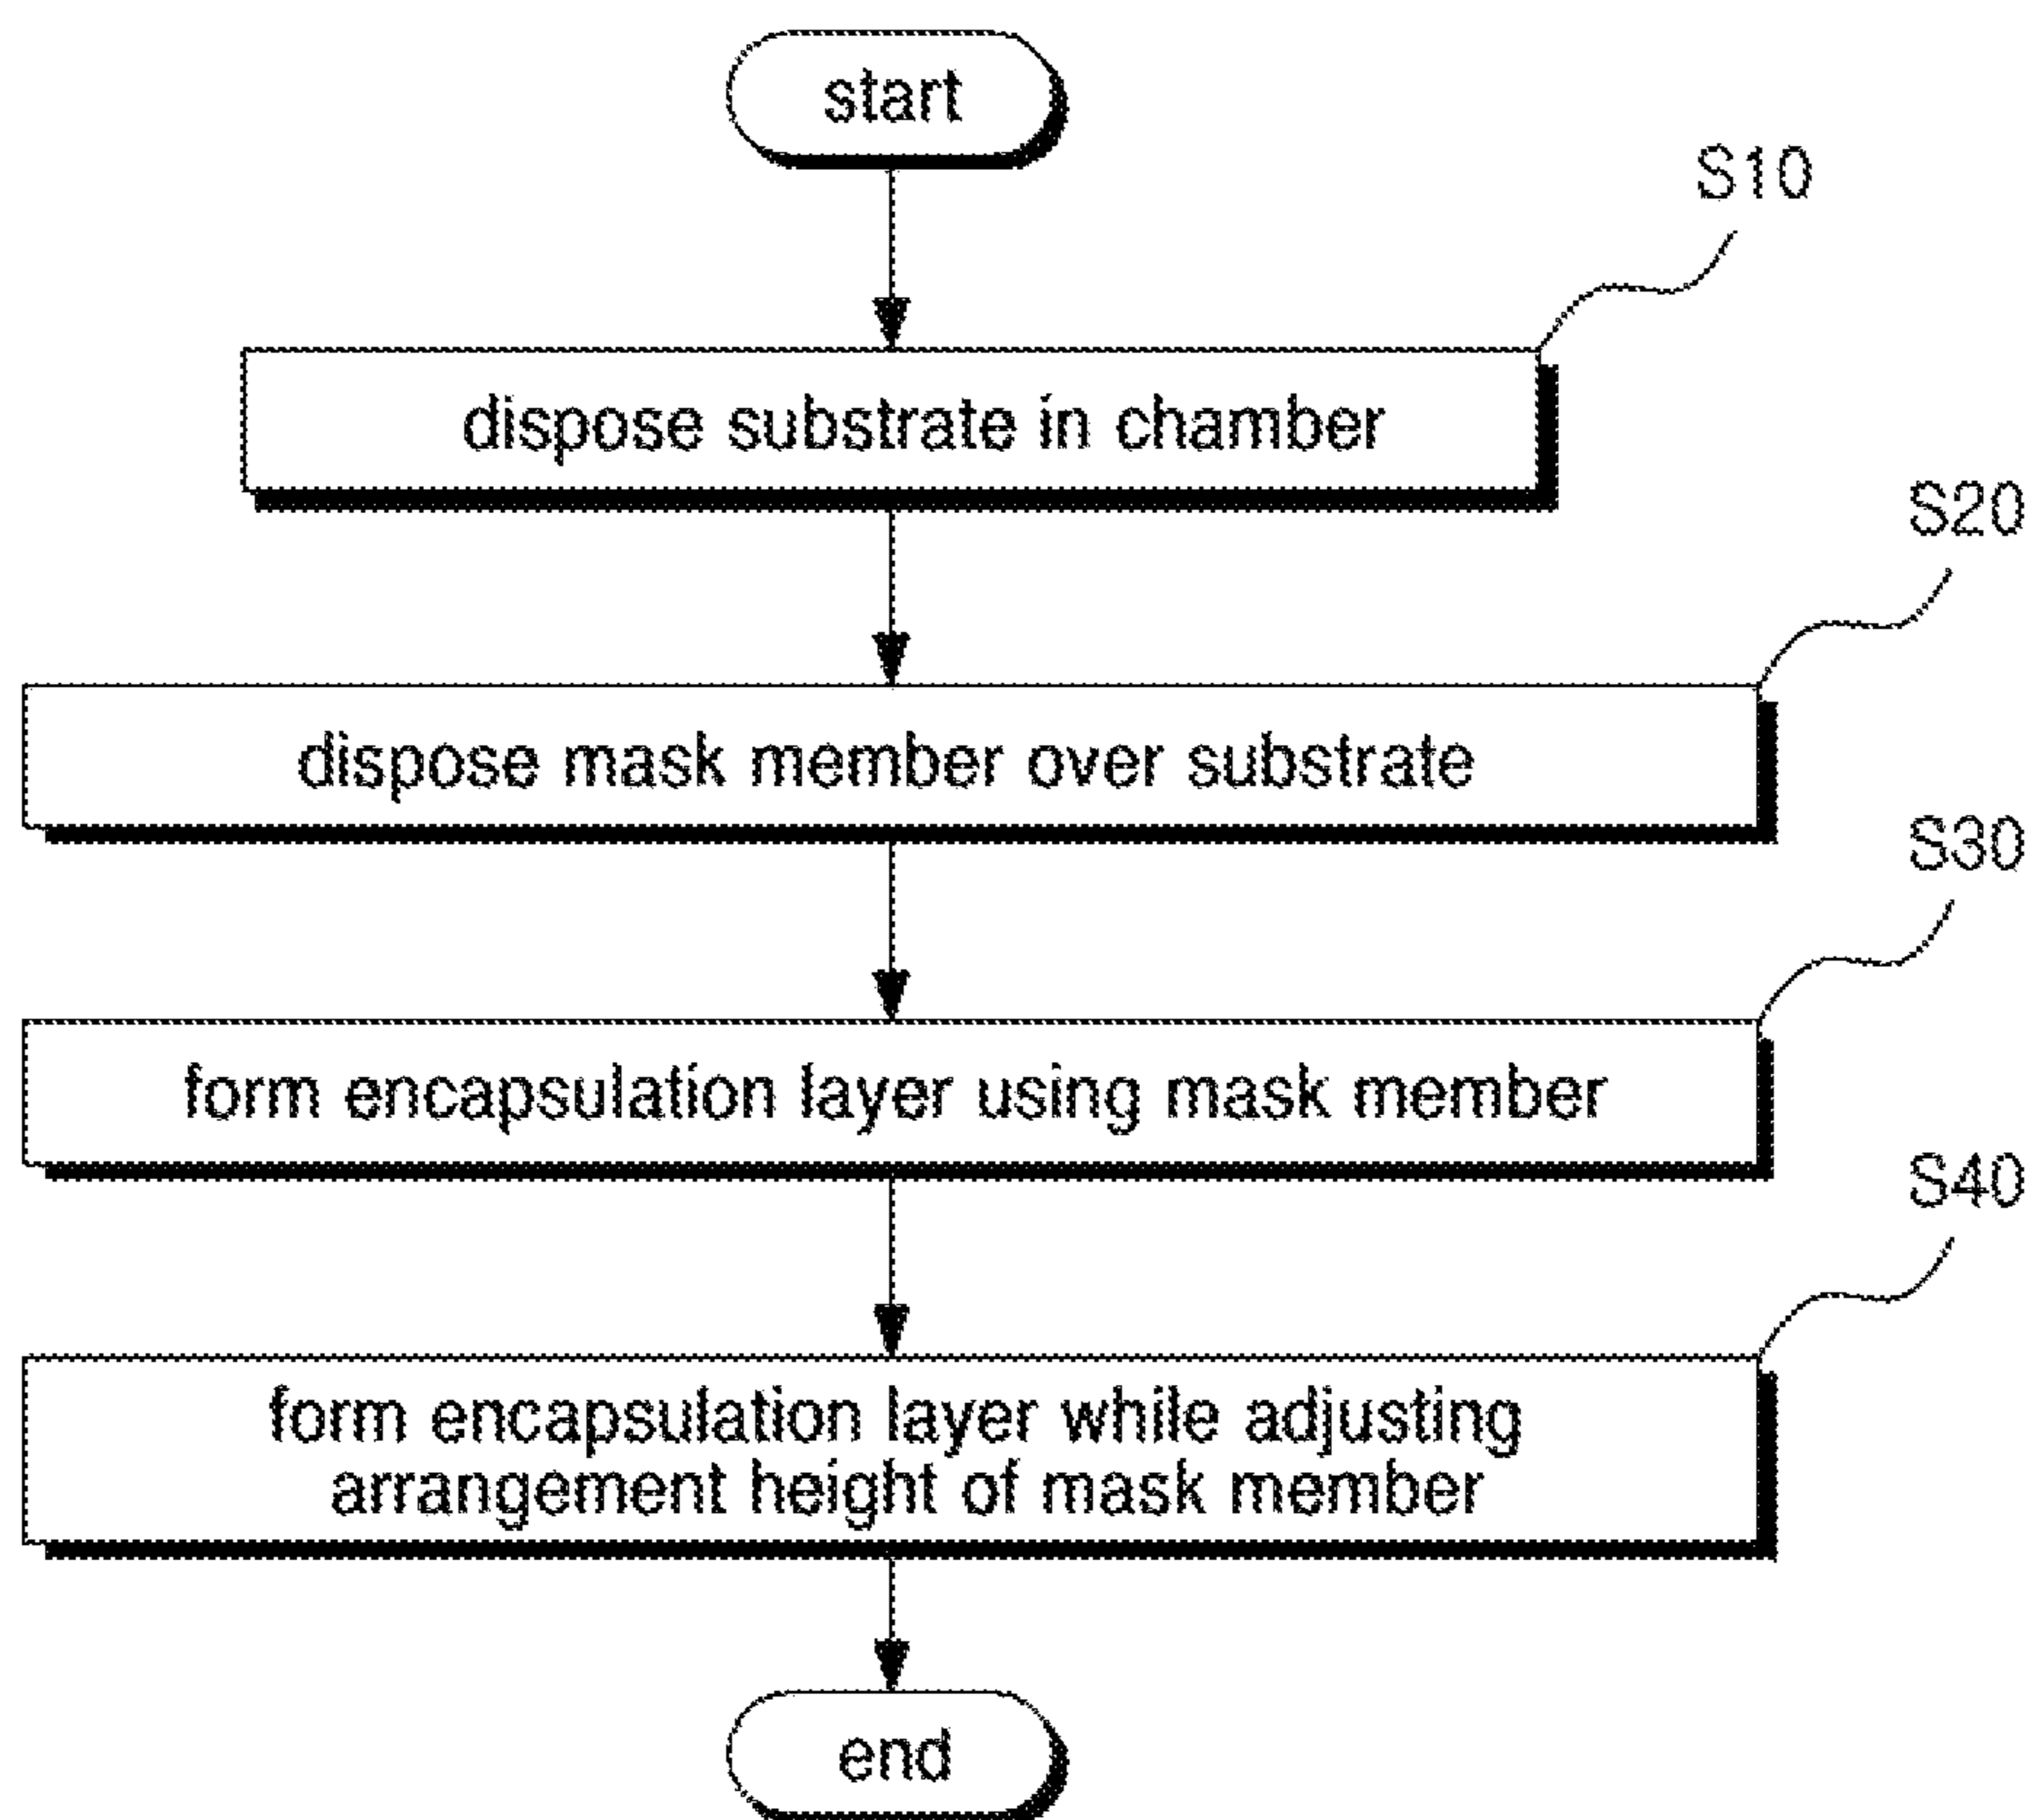 start
S10
dispose substrate in chamber
S20
dispose mask member over substrate
S30
form encapsulation layer using mask member
S40
form encapsulation layer while adjusting
arrangement height of mask member
end